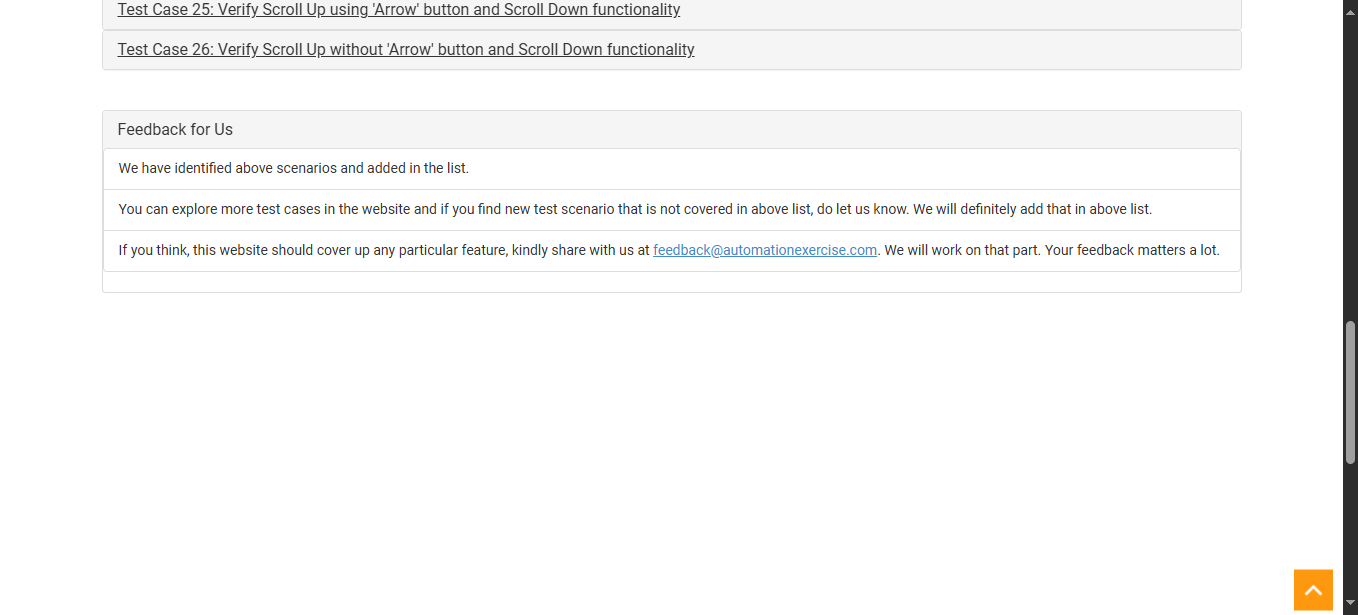 Test Case 25: Verify Scroll Up using 'Arrow' button and Scroll Down functionality
Test Case 26: Verify Scroll Up without 'Arrow' button and Scroll Down functionality
Feedback for Us
We have identified above scenarios and added in the list.
You can explore more test cases in the website and if you find new test scenario that is not covered in above list, do let us know. We will definitely add that in above list.
If you think, this website should cover up any particular feature, kindly share with us at feedback@automationexercise.com. We will work on that part. Your feedback matters a lot.